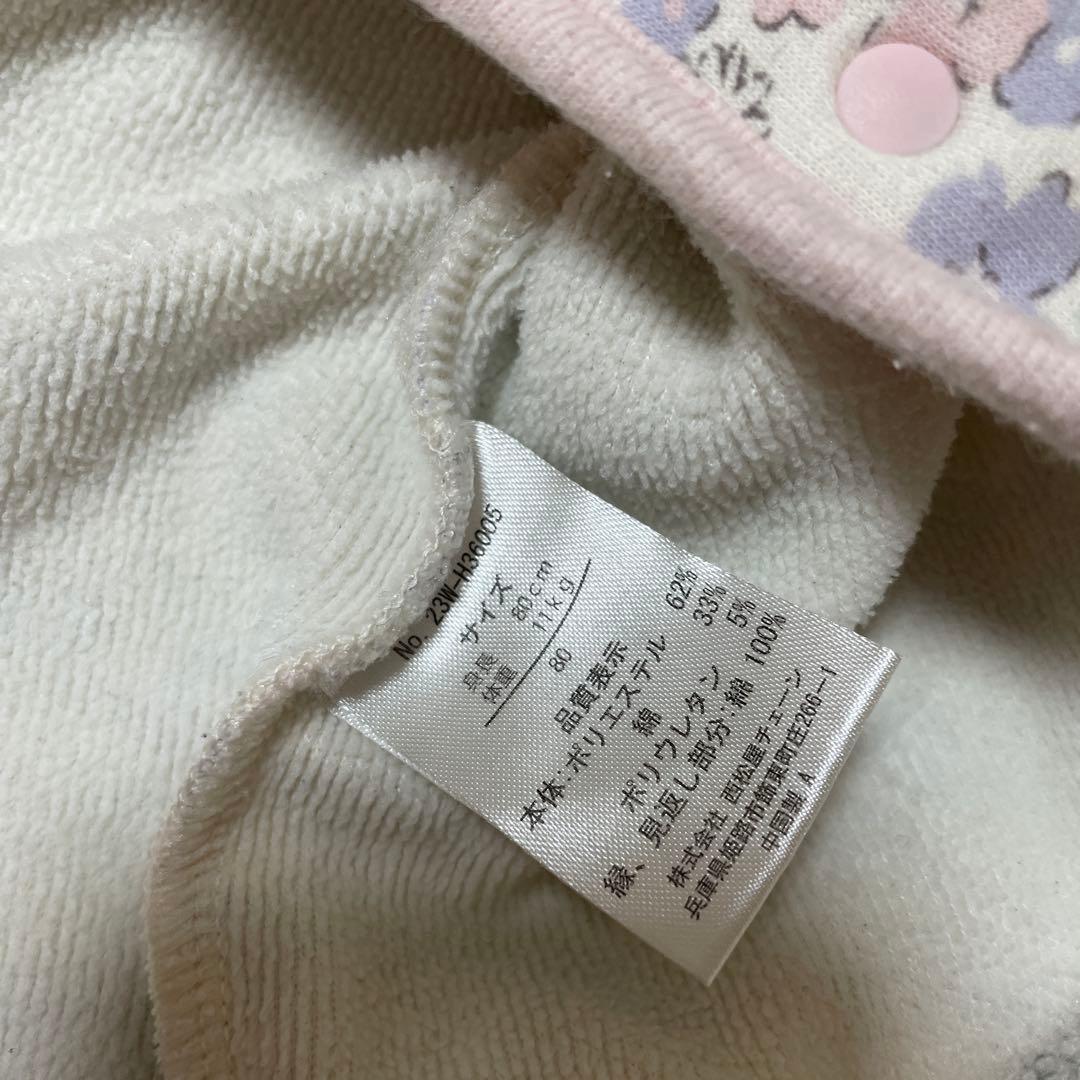 No. 23W-H36005
サイズ
身長 80cm
体重 11kg
80
品質表示
本体:ポリエステル 62%
綿 33%
ポリウレタン 5%
縁、見返し部分:綿 100%
株式会社 西松屋チェーン
兵庫県姫路市飾東町庄266-1
中国製 A